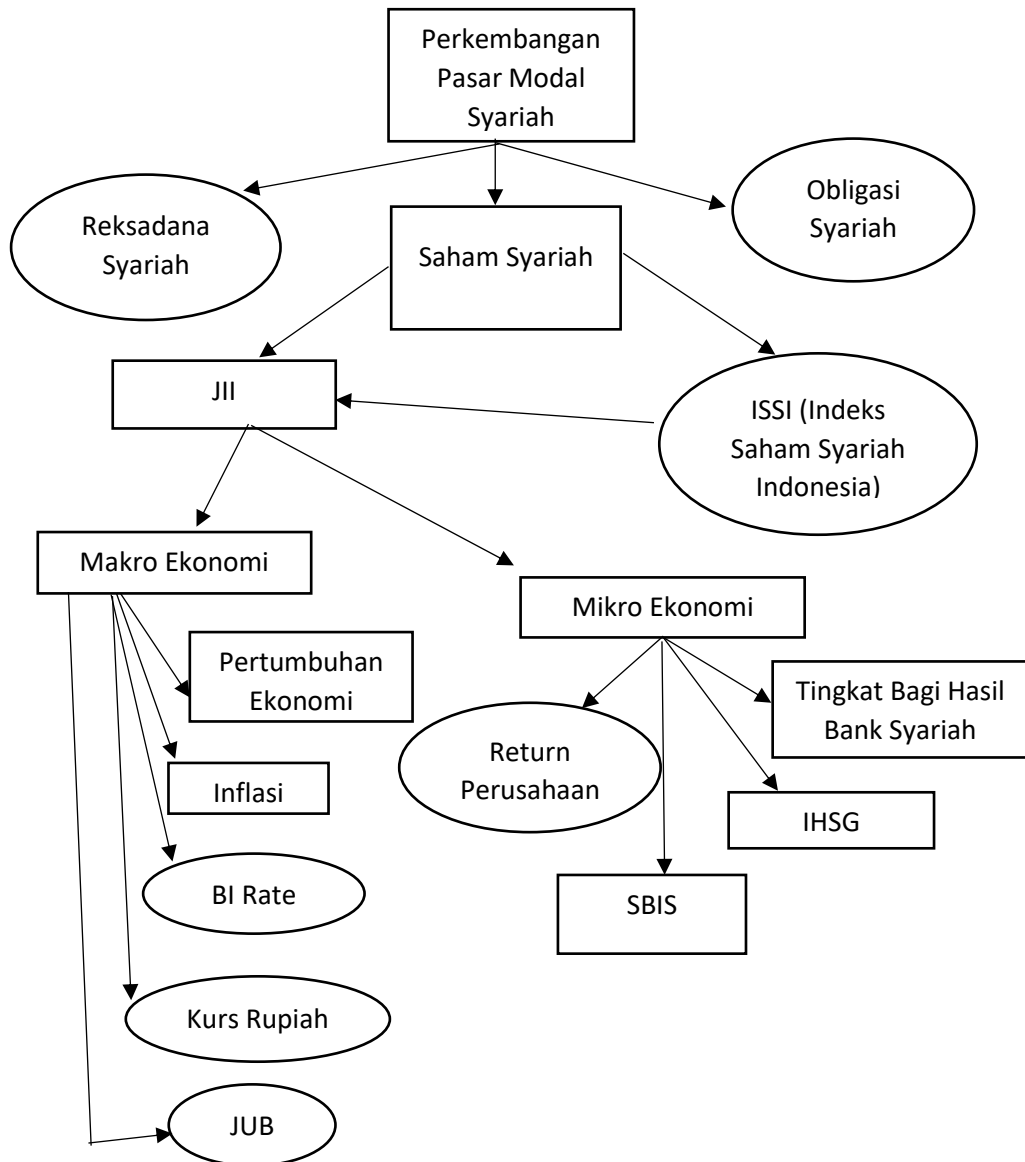 Perkembangan
Pasar Modal
Syariah
Reksadana
Syariah
Saham Syariah
Obligasi
Syariah
JII
ISSI (Indeks
Saham Syariah
Indonesia)
Makro Ekonomi
Mikro Ekonomi
Pertumbuhan
Ekonomi
Inflasi
BI Rate
Kurs Rupiah
JUB
Return
Perusahaan
SBIS
IHSG
Tingkat Bagi Hasil
Bank Syariah